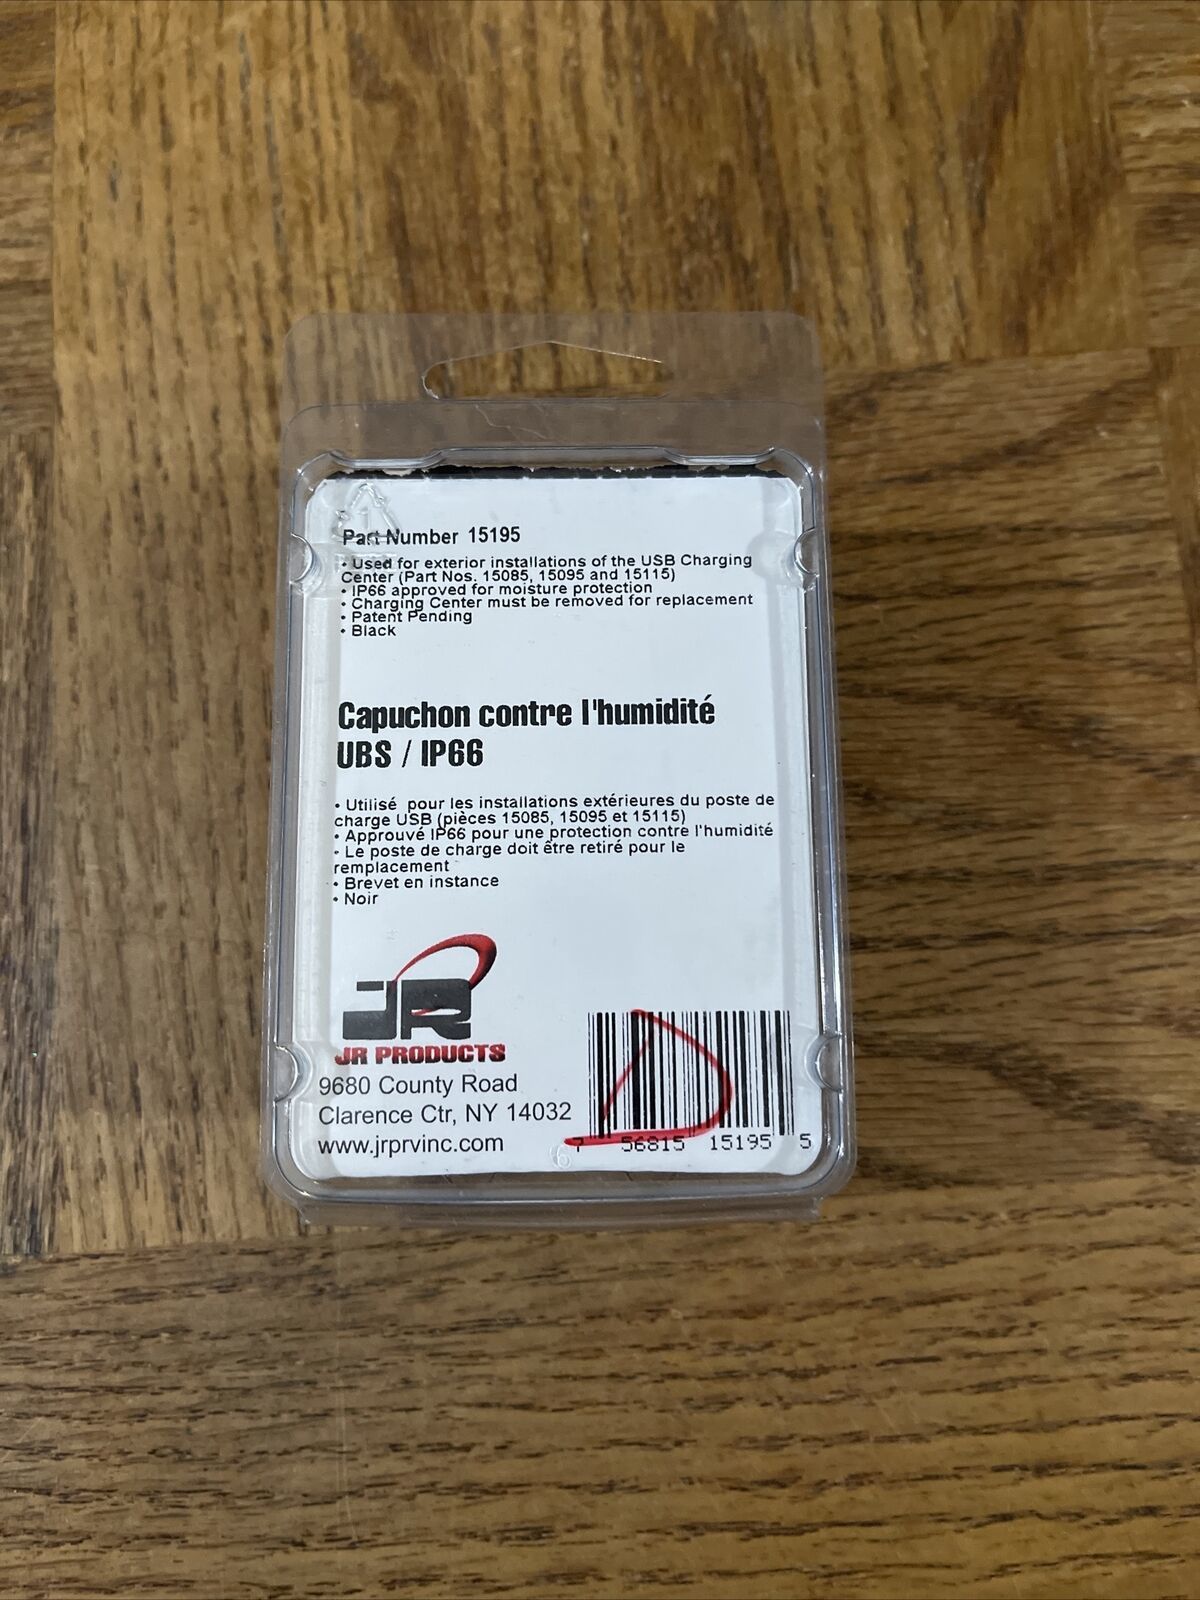 Part Number 15195
• Used for exterior installations of the USB Charging
Center (Part Nos. 15085, 15095 and 15115)
• IP66 approved for moisture protection
• Charging Center must be removed for replacement
• Patent Pending
• Black
Capuchon contre l'humidité
UBS / IP66
• Utilisé pour les installations extérieures du poste de
charge USB (pièces 15085, 15095 et 15115)
• Approuvé IP66 pour une protection contre l'humidité
• Le poste de charge doit être retiré pour le
remplacement
• Brevet en instance
• Noir
JR
JR PRODUCTS
9680 County Road
Clarence Ctr, NY 14032
www.jrprvinc.com
D
7 56815 15195 5
6
1